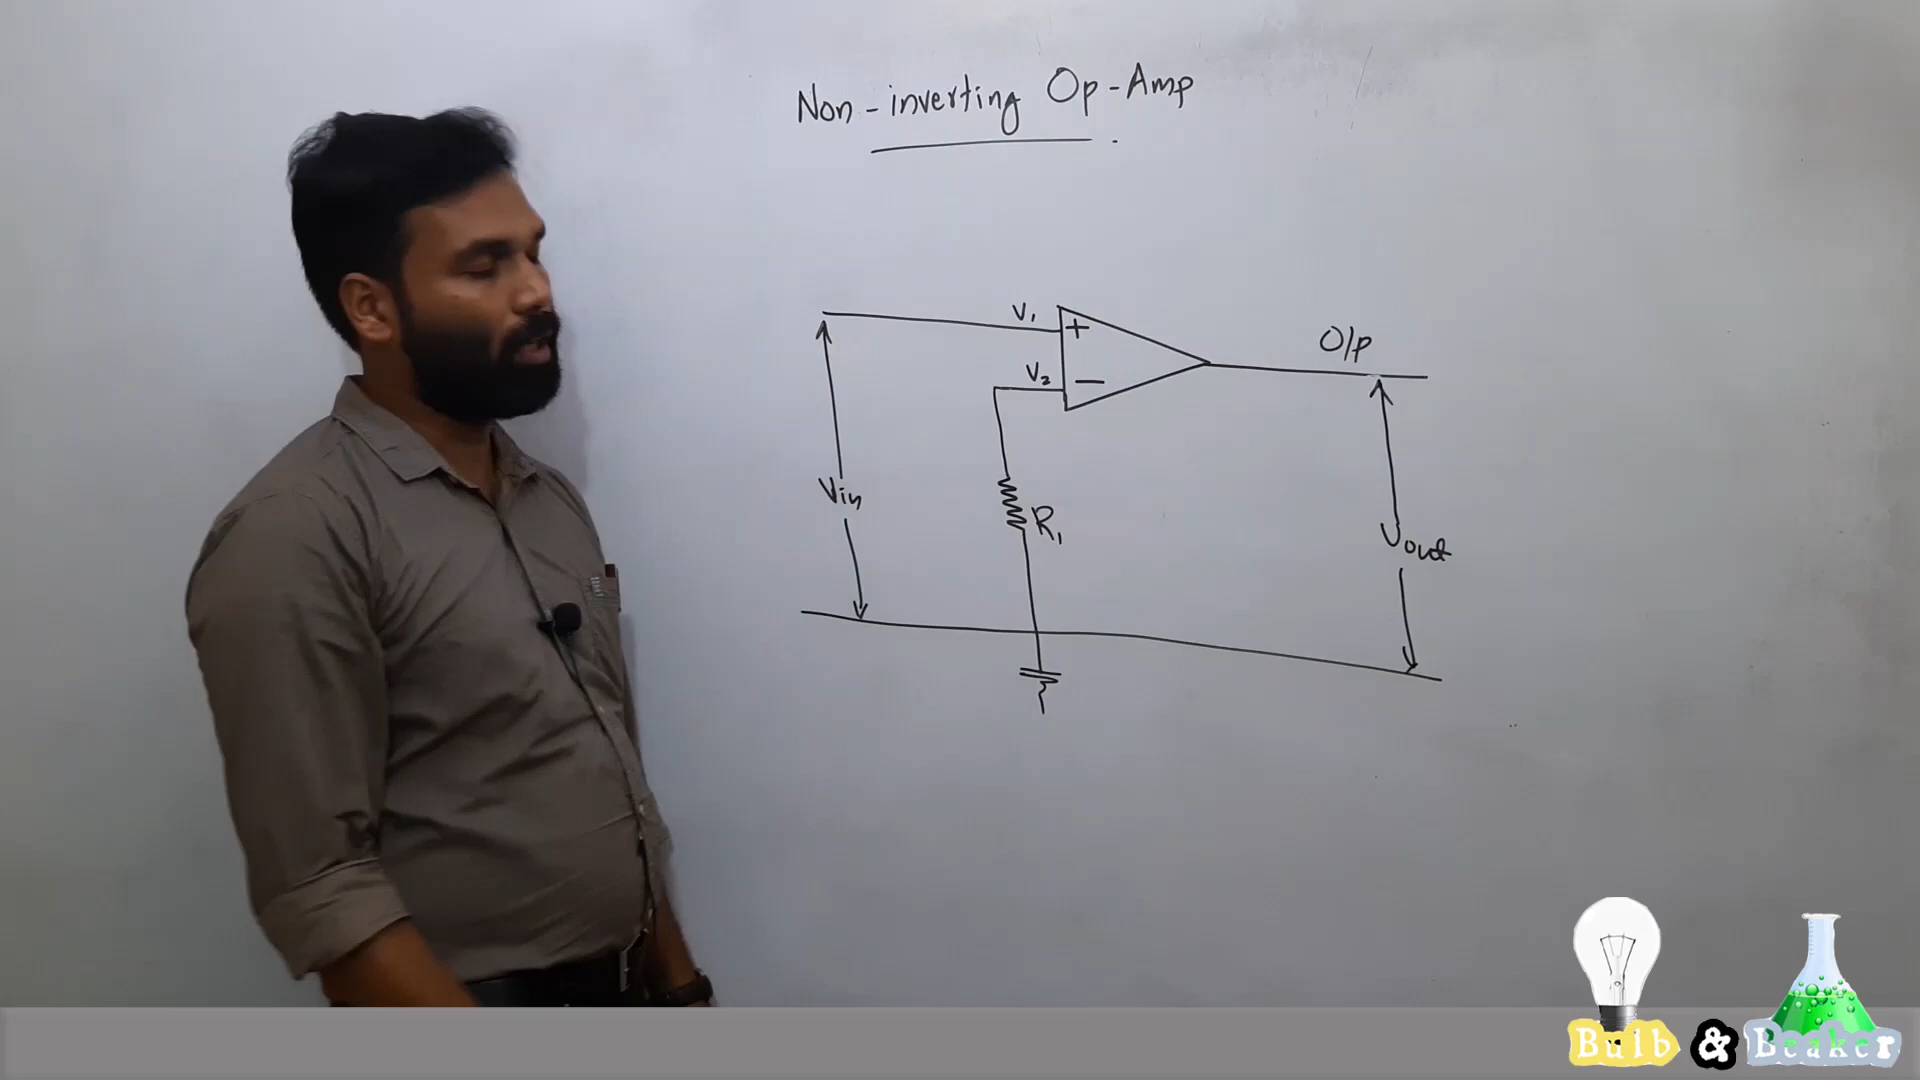 Non-inverting Op-Amp
V₁
+
O/P
V₂
−
Vin
R₁
Vout
Bulb & Beaker